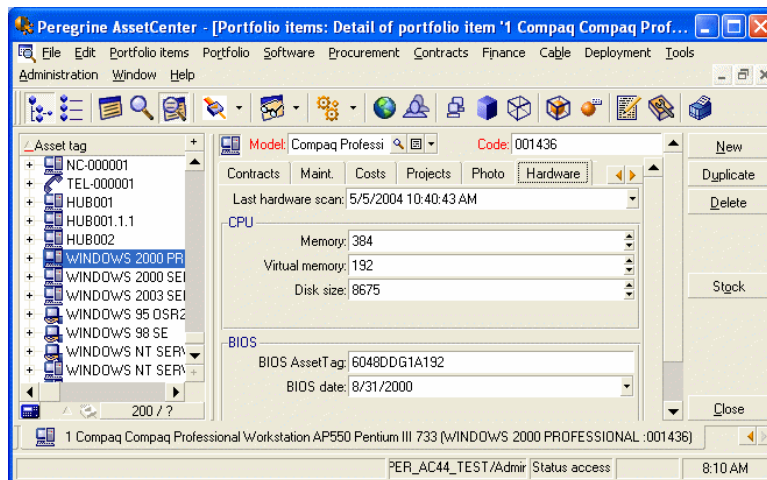 Peregrine AssetCenter - [Portfolio items: Detail of portfolio item '1 Compaq Compaq Prof...
File Edit Portfolio items Portfolio Software Procurement Contracts Finance Cable Deployment Tools
Administration Window Help
Asset tag
NC-000001
TEL-000001
HUB001
HUB001.1.1
HUB002
WINDOWS 2000 PR
WINDOWS 2000 SE
WINDOWS 2003 SE
WINDOWS 95 OSR2
WINDOWS 98 SE
WINDOWS NT SERV
WINDOWS NT SERV
200 / ?
Model: Compaq Professi Code: 001436
Contracts Maint. Costs Projects Photo Hardware
Last hardware scan: 5/5/2004 10:40:43 AM
CPU
Memory: 384
Virtual memory: 192
Disk size: 8675
BIOS
BIOS AssetTag: 6048DDG1A192
BIOS date: 8/31/2000
New
Duplicate
Delete
Stock
Close
1 Compaq Compaq Professional Workstation AP550 Pentium III 733 (WINDOWS 2000 PROFESSIONAL :001436)
PER_AC44_TEST/Admir Status access 8:10 AM